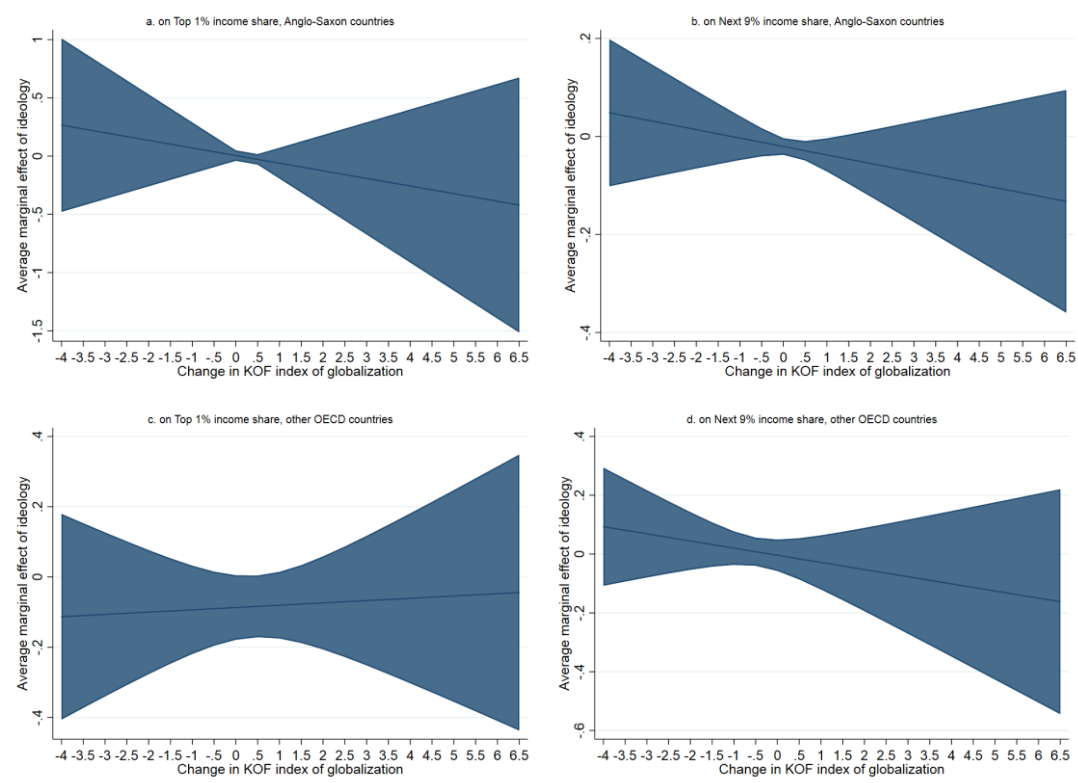 a. on Top 1% income share, Anglo-Saxon countries
Average marginal effect of ideology
1
.5
0
-.5
-1
-1.5
-4 -3.5 -3 -2.5 -2 -1.5 -1 -.5 0 .5 1 1.5 2 2.5 3 3.5 4 4.5 5 5.5 6 6.5
Change in KOF index of globalization
b. on Next 9% income share, Anglo-Saxon countries
Average marginal effect of ideology
.2
0
-.2
-.4
-4 -3.5 -3 -2.5 -2 -1.5 -1 -.5 0 .5 1 1.5 2 2.5 3 3.5 4 4.5 5 5.5 6 6.5
Change in KOF index of globalization
c. on Top 1% income share, other OECD countries
Average marginal effect of ideology
.4
.2
0
-.2
-.4
-4 -3.5 -3 -2.5 -2 -1.5 -1 -.5 0 .5 1 1.5 2 2.5 3 3.5 4 4.5 5 5.5 6 6.5
Change in KOF index of globalization
d. on Next 9% income share, other OECD countries
Average marginal effect of ideology
.4
.2
0
-.2
-.4
-.6
-4 -3.5 -3 -2.5 -2 -1.5 -1 -.5 0 .5 1 1.5 2 2.5 3 3.5 4 4.5 5 5.5 6 6.5
Change in KOF index of globalization